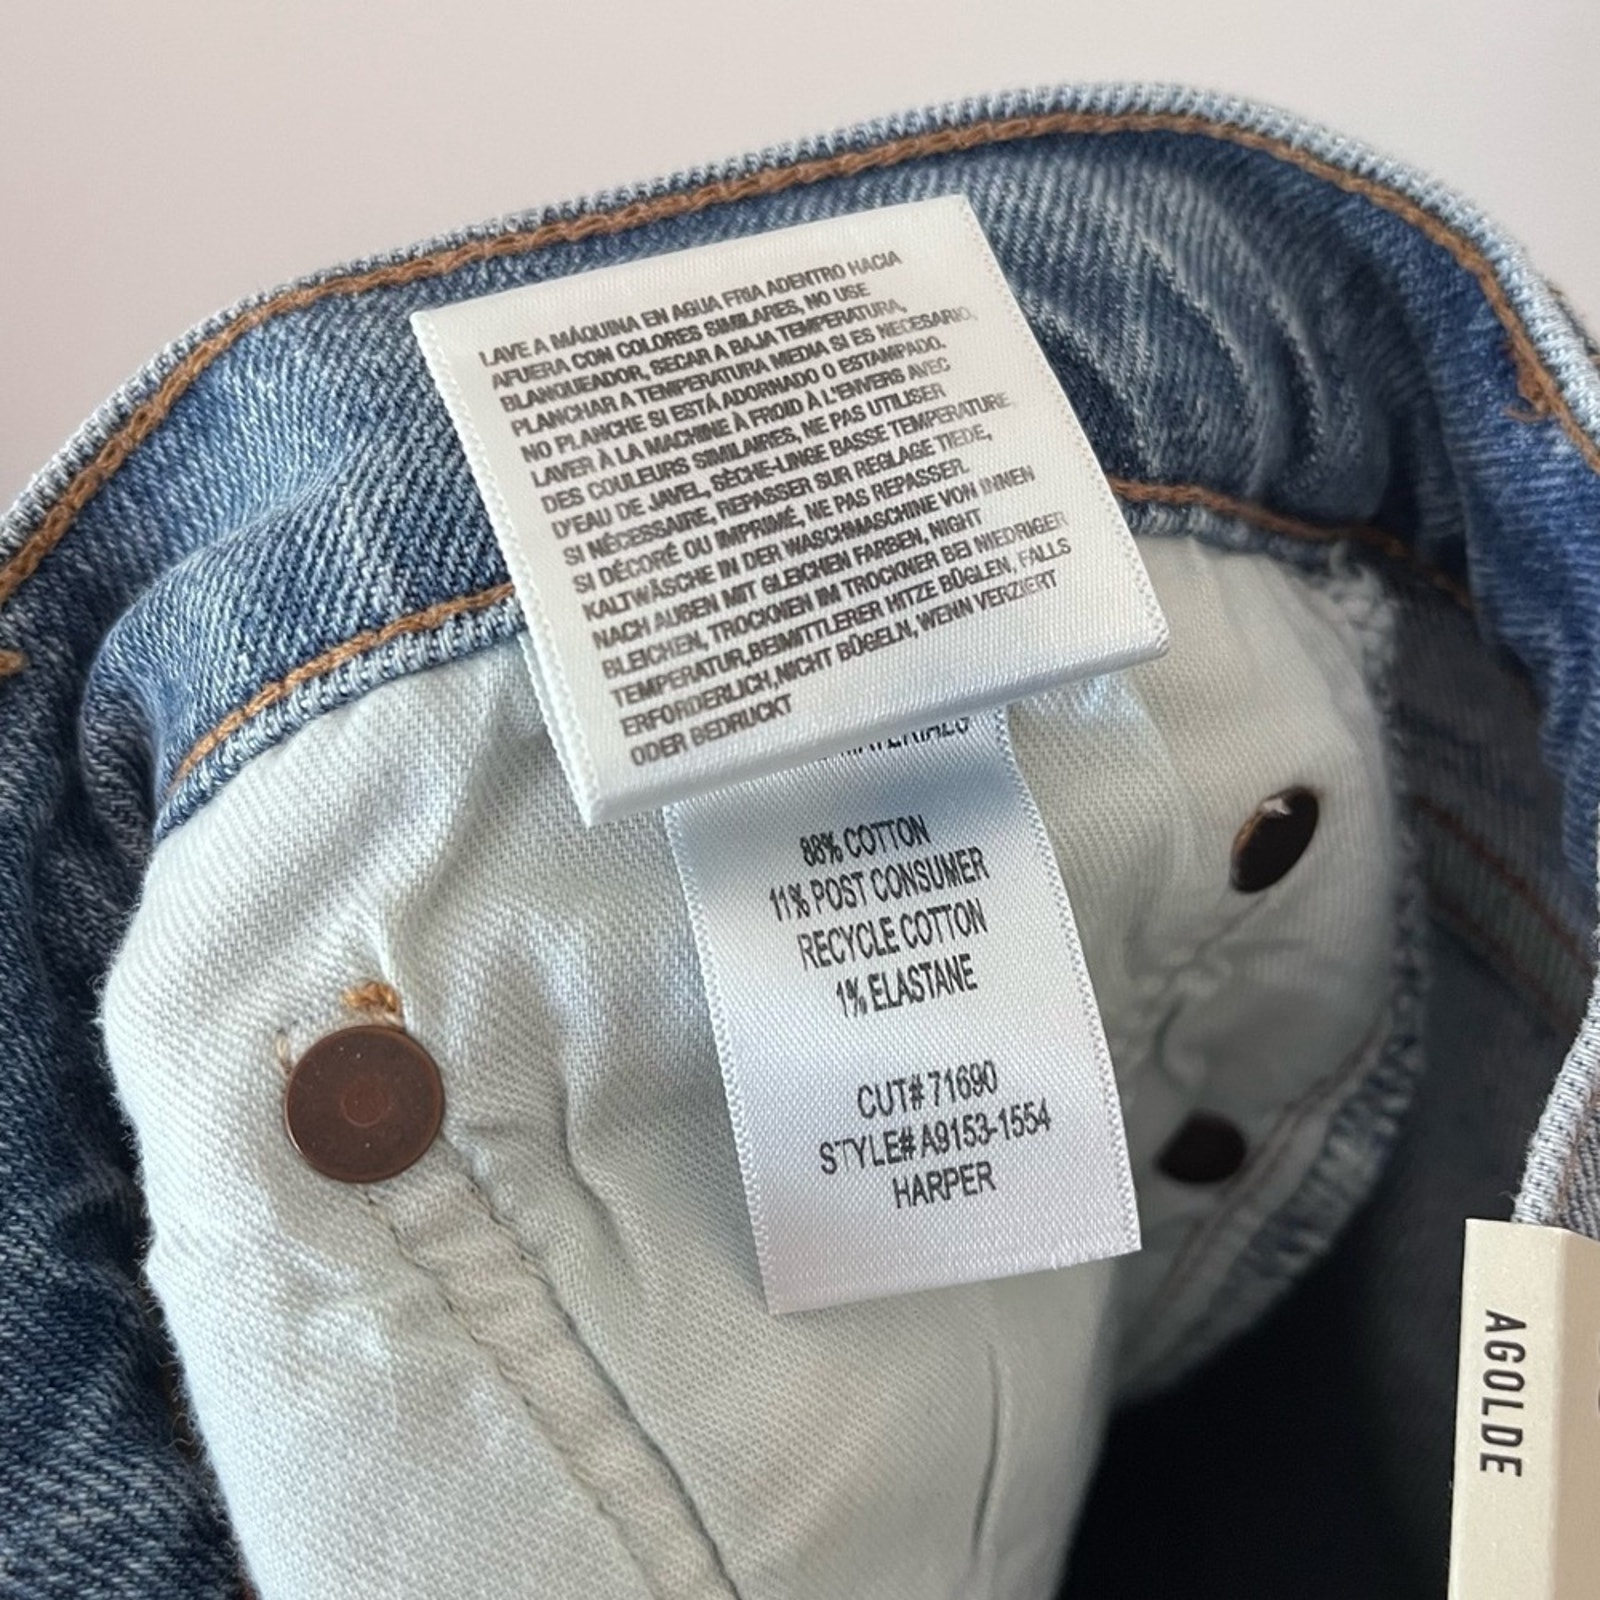 LAVE A MÁQUINA EN AGUA FRIA ADENTRO HACIA
AFUERA CON COLORES SIMILARES, NO USE
BLANQUEADOR, SECAR A BAJA TEMPERATURA,
PLANCHAR A TEMPERATURA MEDIA SI ES NECESARIO,
NO PLANCHE SI ESTÁ ADORNADO O ESTAMPADO.
LAVER À LA MACHINE À FROID À L'ENVERS AVEC
DES COULEURS SIMILAIRES, NE PAS UTILISER
D'EAU DE JAVEL, SÈCHE-LINGE BASSE TEMPERATURE,
SI NÉCESSAIRE, REPASSER SUR REGLAGE TIEDE,
SI DÉCORÉ OU IMPRIMÉ, NE PAS REPASSER.
KALTWÄSCHE IN DER WASCHMASCHINE VON INNEN
NACH AUßEN MIT GLEICHEN FARBEN, NIGHT
BLEICHEN, TROCKNEN IM TROCKNER BEI NIEDRIGER
TEMPERATUR,BEIMITTLERER HITZE BÜGLEN, FALLS
ERFORDERLICH,NICHT BÜGELN, WENN VERZIERT
ODER BEDRUCKT
MATERIALS
88% COTTON
11% POST CONSUMER
RECYCLE COTTON
1% ELASTANE
CUT# 71690
STYLE# A9153-1554
HARPER
AGOLDE